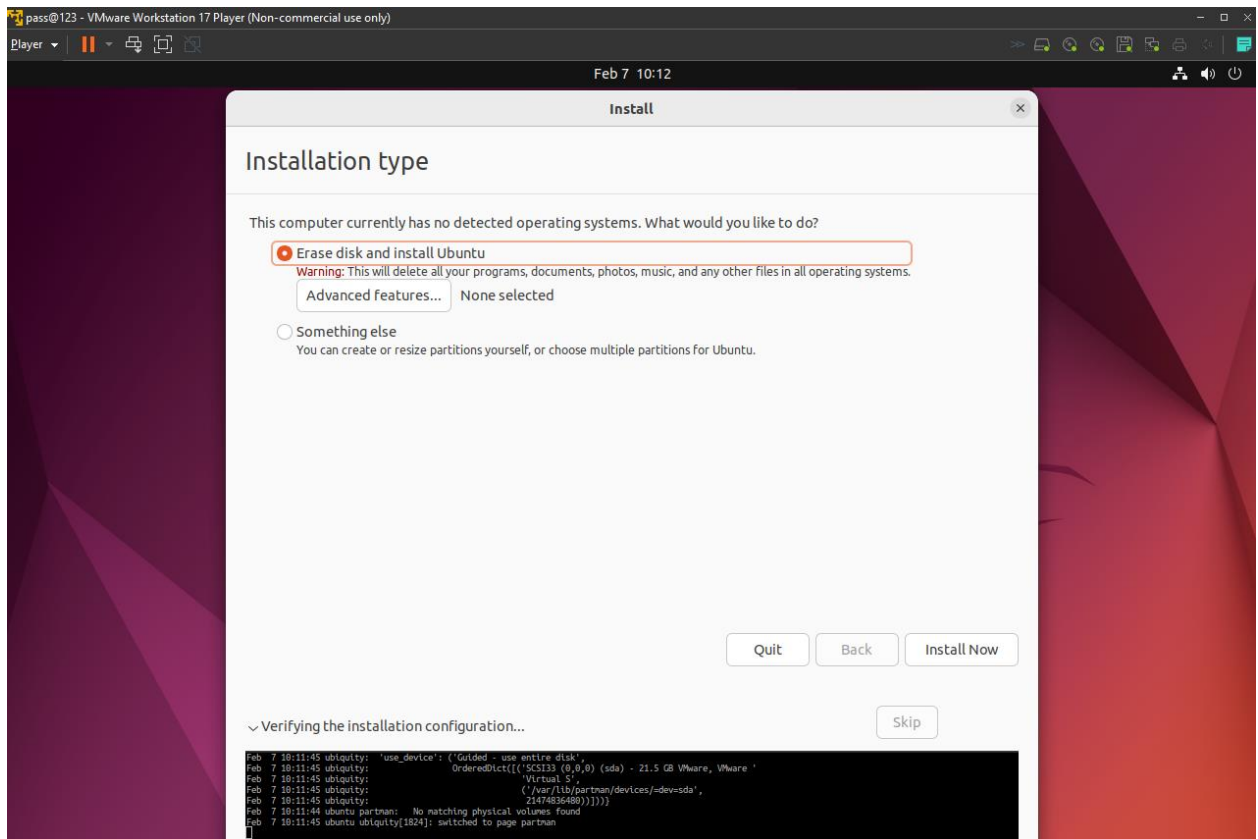 pass@123 - VMware Workstation 17 Player (Non-commercial use only)
Player
Feb 7 10:12
Install
Installation type
This computer currently has no detected operating systems. What would you like to do?
Erase disk and install Ubuntu
Warning: This will delete all your programs, documents, photos, music, and any other files in all operating systems.
Advanced features... None selected
Something else
You can create or resize partitions yourself, or choose multiple partitions for Ubuntu.
Quit Back Install Now
Verifying the installation configuration... Skip
Feb 7 10:11:45 ubiquity: 'use_device': ('Guided - use entire disk',
Feb 7 10:11:45 ubiquity: OrderedDict([('SCSI33 (0,0,0) (sda) - 21.5 GB VMware, VMware '
Feb 7 10:11:45 ubiquity: 'Virtual S',
Feb 7 10:11:45 ubiquity: ('/var/lib/partman/devices/=dev=sda',
Feb 7 10:11:45 ubiquity: 21474836480))]))}
Feb 7 10:11:44 ubuntu partman: No matching physical volumes found
Feb 7 10:11:45 ubuntu ubiquity[1824]: switched to page partman